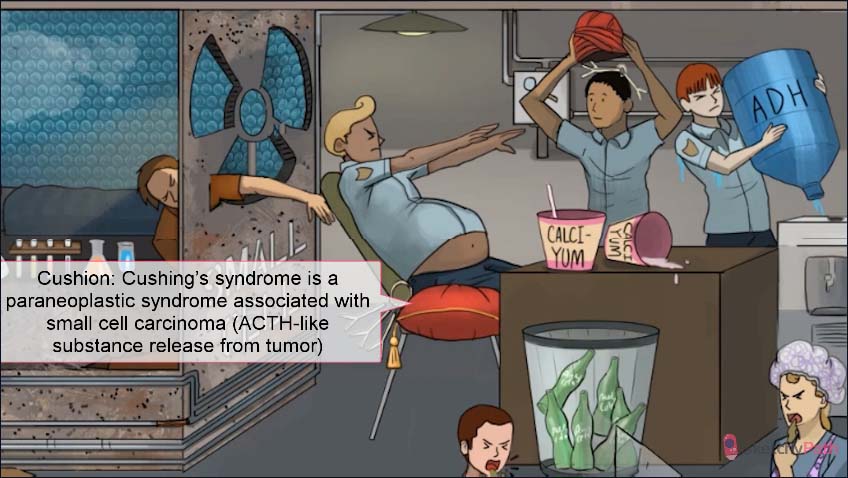 ADH
CALCI-
YUM
CALCI
SMALL
Cushion: Cushing's syndrome is a
paraneoplastic syndrome associated with
small cell carcinoma (ACTH-like
substance release from tumor)